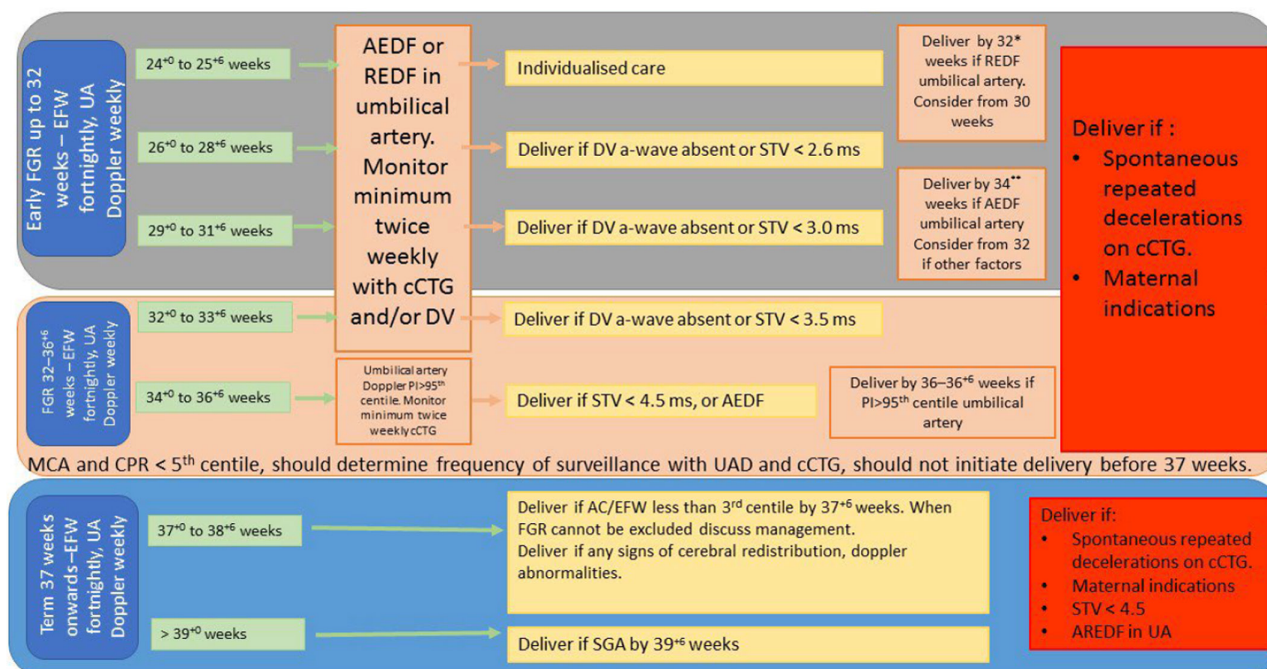 Early FGR up to 32
weeks – EFW
fortnightly, UA
Doppler weekly
24⁺⁰ to 25⁺⁶ weeks
26⁺⁰ to 28⁺⁶ weeks
29⁺⁰ to 31⁺⁶ weeks
AEDF or
REDF in
umbilical
artery.
Monitor
minimum
twice
weekly
with cCTG
and/or DV
Individualised care
Deliver if DV a-wave absent or STV < 2.6 ms
Deliver if DV a-wave absent or STV < 3.0 ms
Deliver by 32*
weeks if REDF
umbilical artery.
Consider from 30
weeks
Deliver by 34**
weeks if AEDF
umbilical artery
Consider from 32
if other factors
Deliver if :
• Spontaneous
repeated
decelerations
on cCTG.
• Maternal
indications
FGR 32–36⁺⁶
weeks – EFW
fortnightly, UA
Doppler weekly
32⁺⁰ to 33⁺⁶ weeks
34⁺⁰ to 36⁺⁶ weeks
Umbilical artery
Doppler PI>95ᵗʰ
centile. Monitor
minimum twice
weekly cCTG
Deliver if DV a-wave absent or STV < 3.5 ms
Deliver if STV < 4.5 ms, or AEDF
Deliver by 36–36⁺⁶ weeks if
PI>95ᵗʰ centile umbilical
artery
MCA and CPR < 5ᵗʰ centile, should determine frequency of surveillance with UAD and cCTG, should not initiate delivery before 37 weeks.
Term 37 weeks
onwards–EFW
fortnightly, UA
Doppler weekly
37⁺⁰ to 38⁺⁶ weeks
> 39⁺⁰ weeks
Deliver if AC/EFW less than 3ʳᵈ centile by 37⁺⁶ weeks. When
FGR cannot be excluded discuss management.
Deliver if any signs of cerebral redistribution, doppler
abnormalities.
Deliver if SGA by 39⁺⁶ weeks
Deliver if:
• Spontaneous repeated
decelerations on cCTG.
• Maternal indications
• STV < 4.5
• AREDF in UA